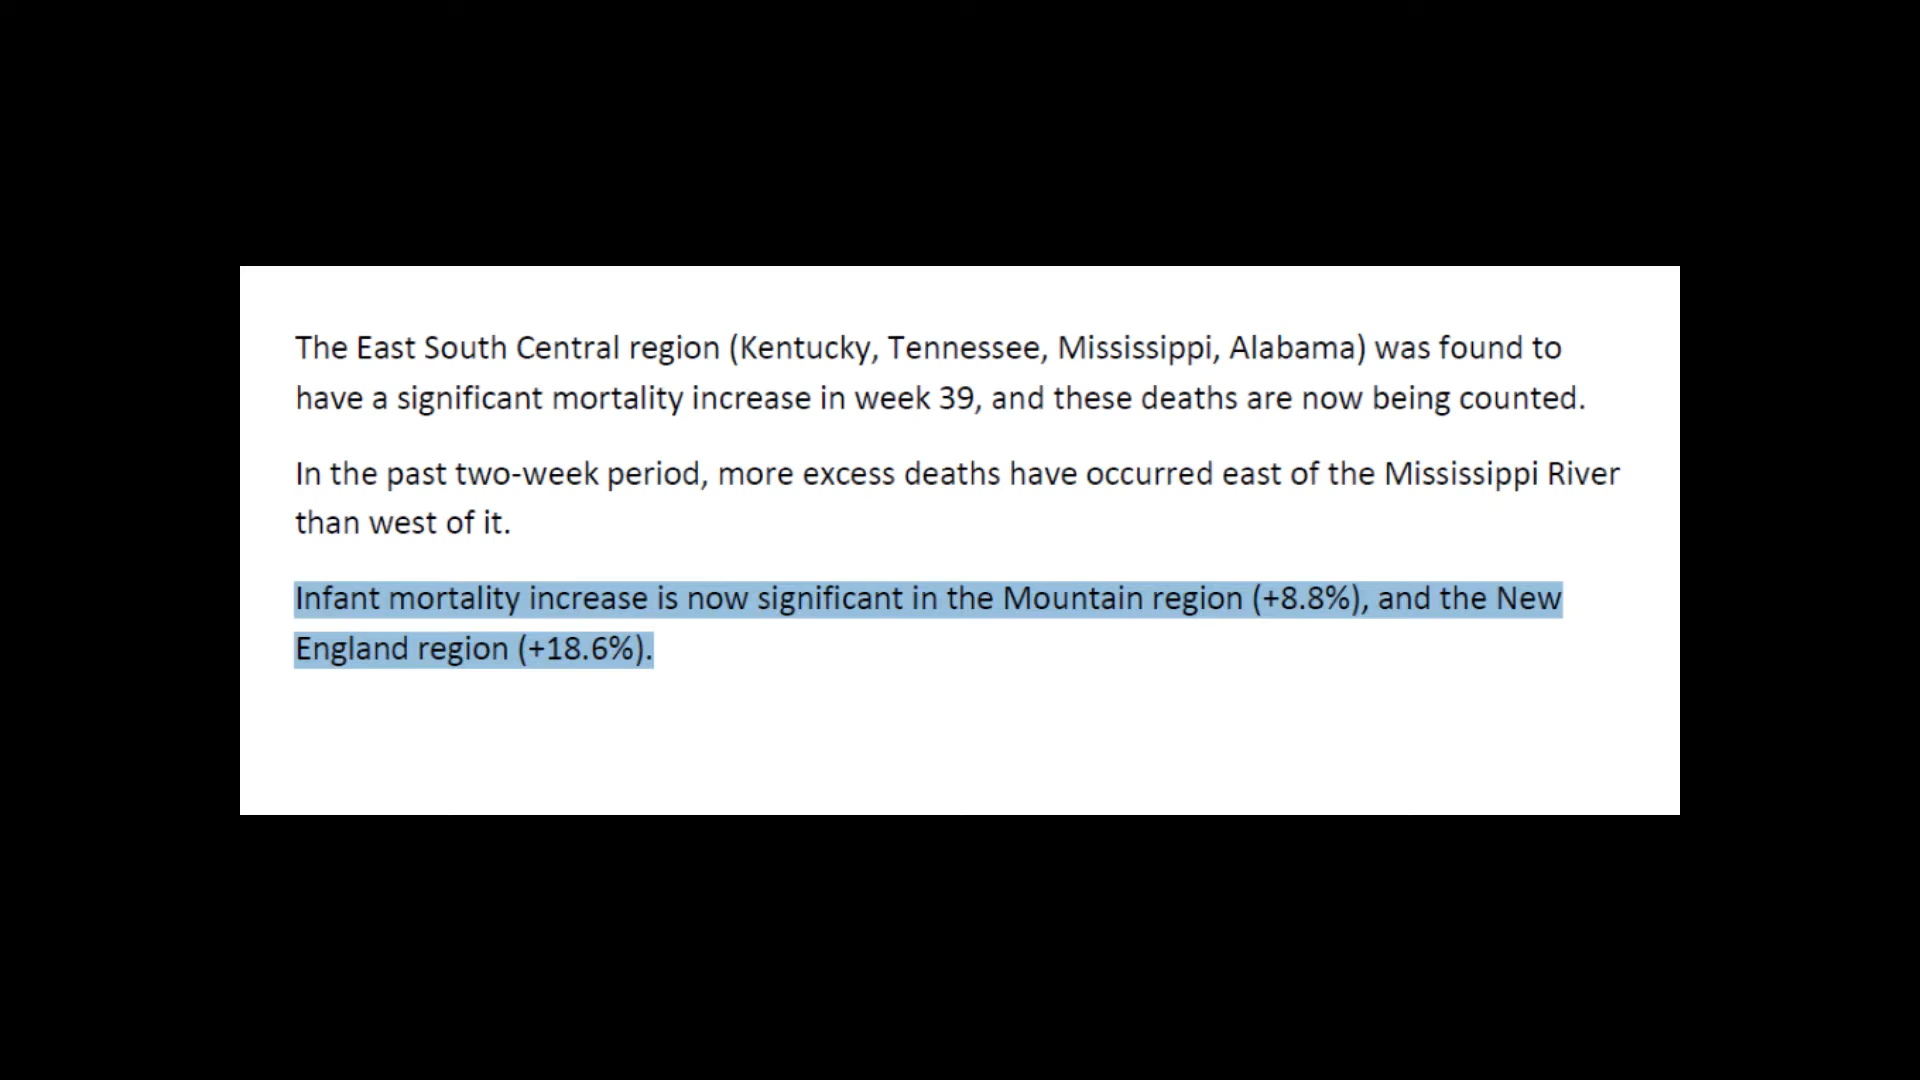 The East South Central region (Kentucky, Tennessee, Mississippi, Alabama) was found to
have a significant mortality increase in week 39, and these deaths are now being counted.
In the past two-week period, more excess deaths have occurred east of the Mississippi River
than west of it.
Infant mortality increase is now significant in the Mountain region (+8.8%), and the New
England region (+18.6%).